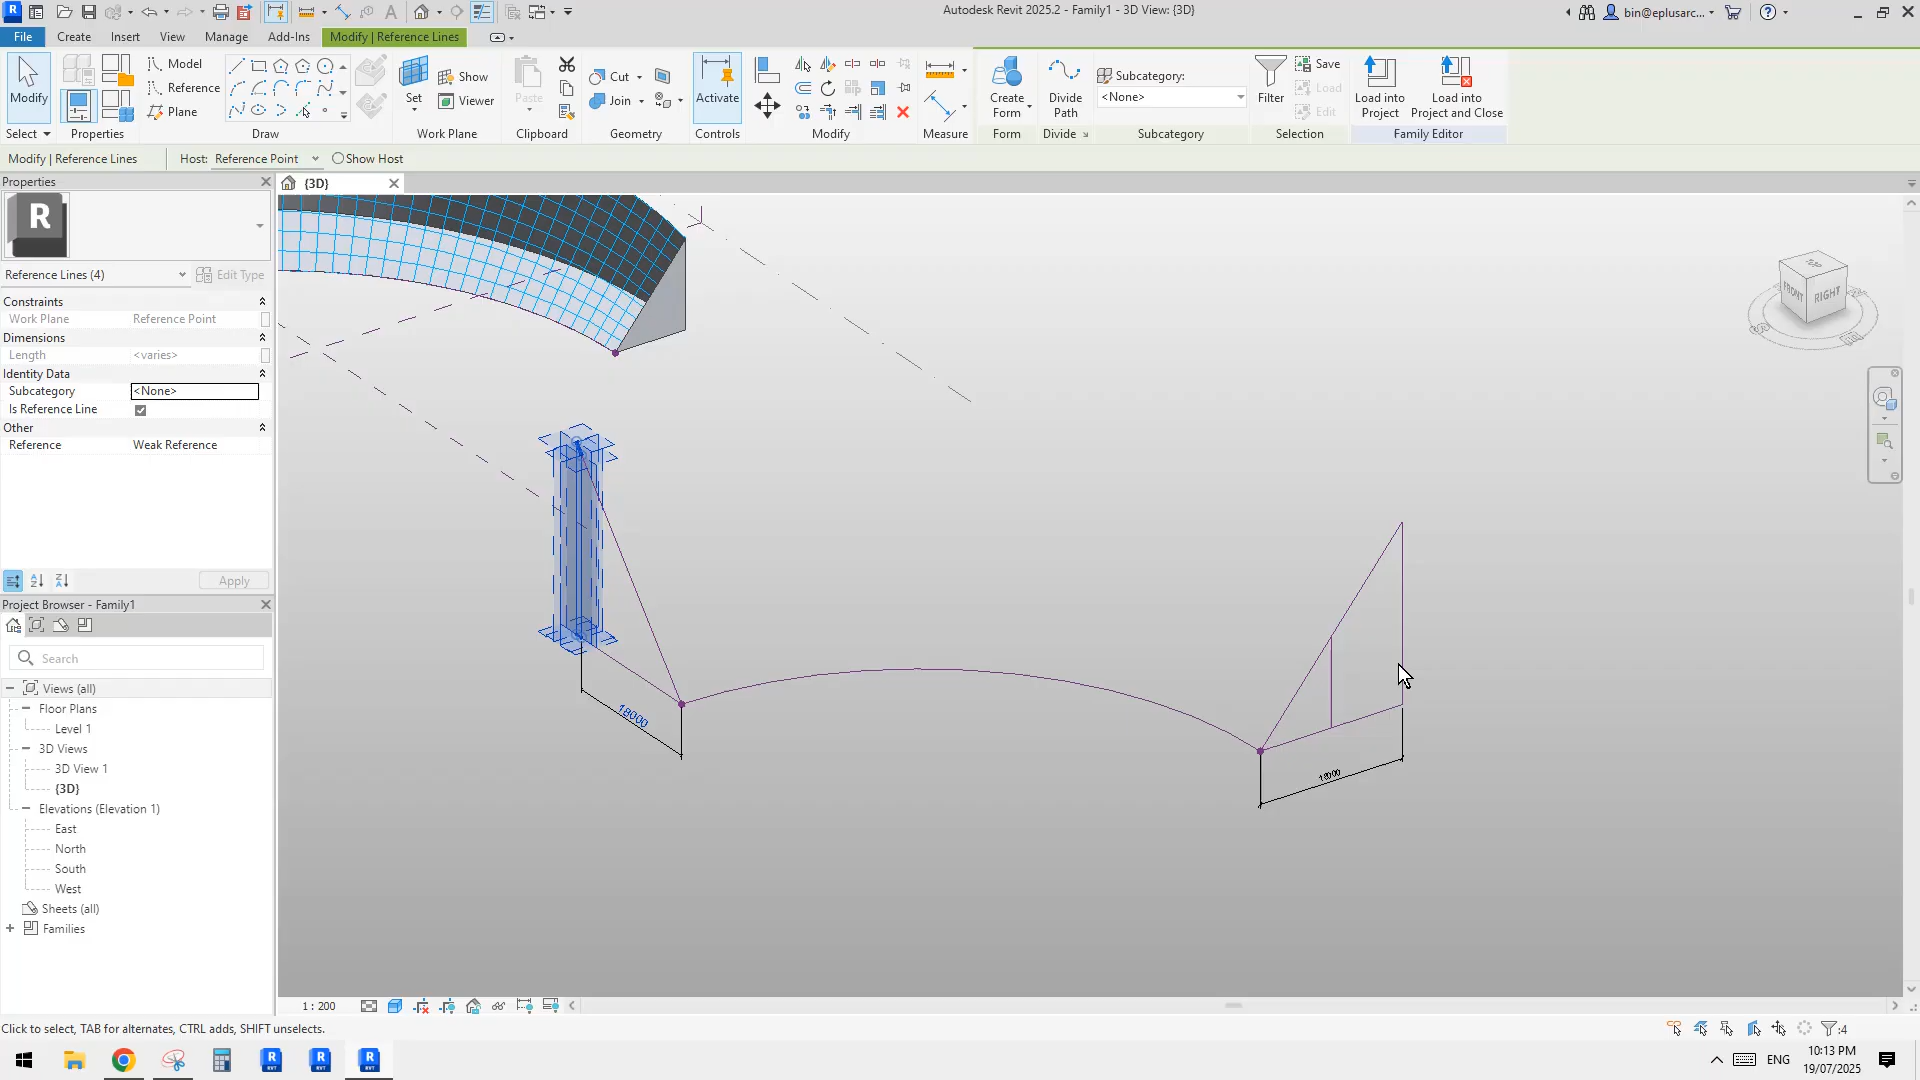 Autodesk Revit 2025.2 - Family1 - 3D View: {3D}
bin@eplusarc...
File
Create
Insert
View
Manage
Add-Ins
Modify | Reference Lines
Modify
Model
Reference
Plane
Set
Show
Viewer
Paste
Cut
Join
Activate
Create
Form
Divide
Path
Subcategory:
<None>
Filter
Save
Load
Edit
Load into
Project
Load into
Project and Close
Select
Properties
Draw
Work Plane
Clipboard
Geometry
Controls
Modify
Measure
Form
Divide
Subcategory
Selection
Family Editor
Modify | Reference Lines
Host:
Reference Point
Show Host
Properties
{3D}
R
Reference Lines (4)
Edit Type
Constraints
Work Plane
Reference Point
Dimensions
Length
<varies>
Identity Data
Subcategory
<None>
Is Reference Line
Other
Reference
Weak Reference
Apply
TOP
FRONT
RIGHT
18000
18000
Project Browser - Family1
Search
Views (all)
Floor Plans
Level 1
3D Views
3D View 1
{3D}
Elevations (Elevation 1)
East
North
South
West
Sheets (all)
Families
1 : 200
Click to select, TAB for alternates, CTRL adds, SHIFT unselects.
:4
ENG
10:13 PM
19/07/2025